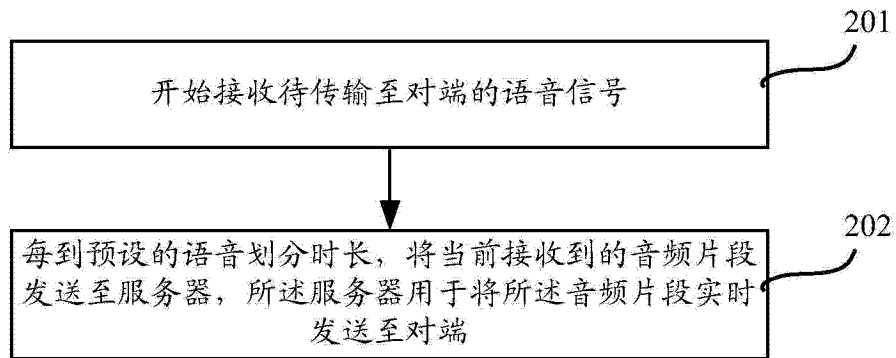 201
开始接收待传输至对端的语音信号
202
每到预设的语音划分时长，将当前接收到的音频片段
发送至服务器，所述服务器用于将所述音频片段实时
发送至对端